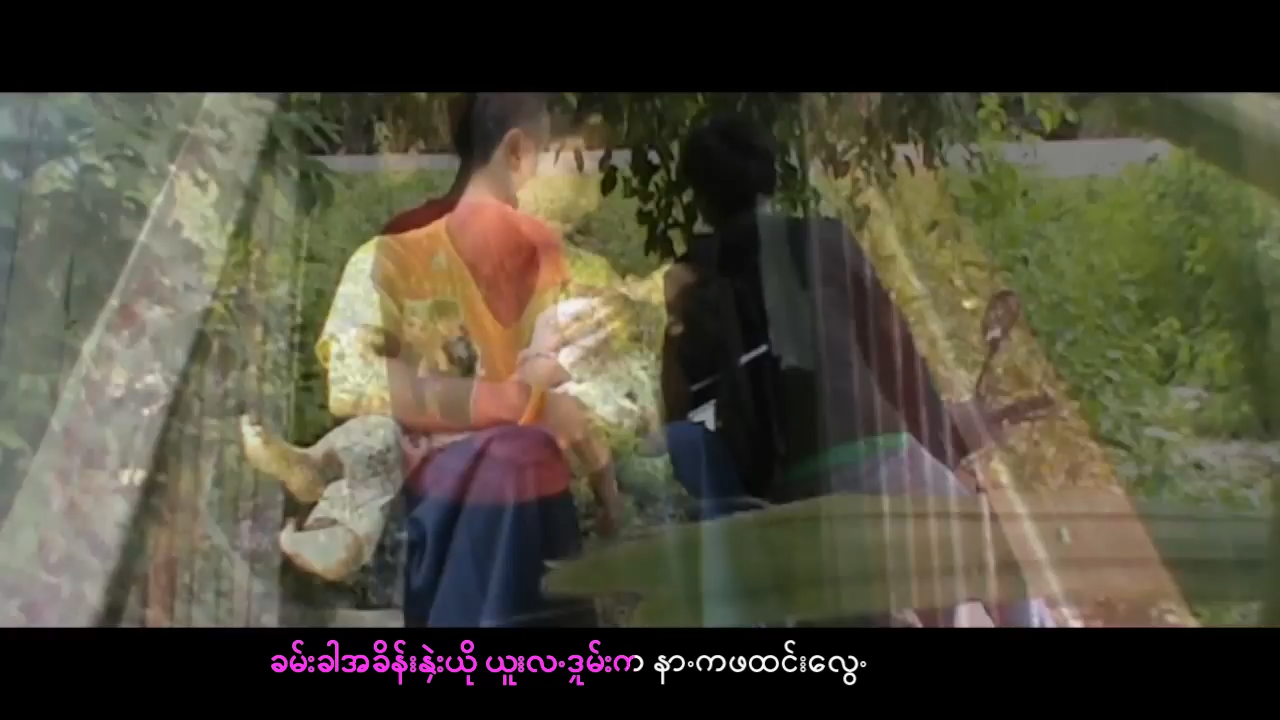 ခမ်းခါအခိန်းနဲးယို ယူးလ.ဒှုမ်းက နာ.ကဖထင်းလွေ.